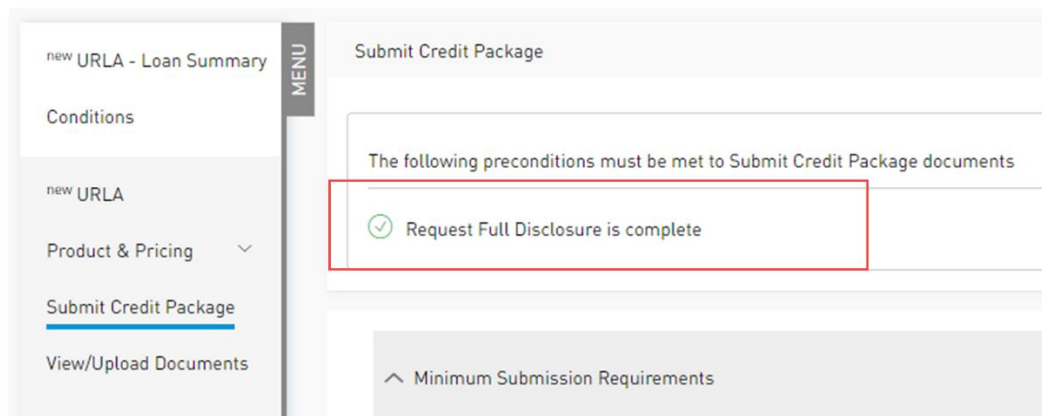 new URLA - Loan Summary
Conditions
new URLA
Product & Pricing
Submit Credit Package
View/Upload Documents
MENU
Submit Credit Package
The following preconditions must be met to Submit Credit Package documents
Request Full Disclosure is complete
Minimum Submission Requirements